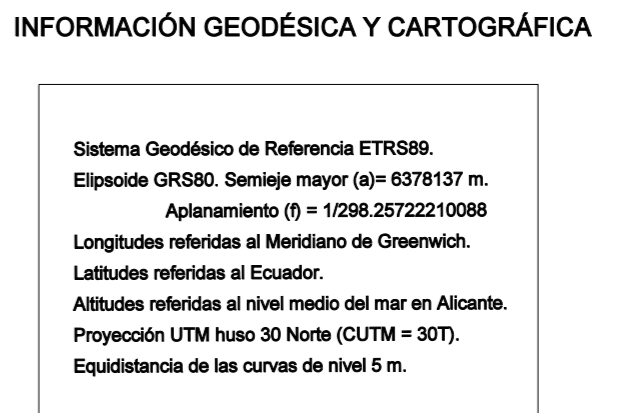 INFORMACIÓN GEODÉSICA Y CARTOGRÁFICA
Sistema Geodésico de Referencia ETRS89.
Elipsoide GRS80. Semieje mayor (a)= 6378137 m.
Aplanamiento (f) = 1/298.25722210088
Longitudes referidas al Meridiano de Greenwich.
Latitudes referidas al Ecuador.
Altitudes referidas al nivel medio del mar en Alicante.
Proyección UTM huso 30 Norte (CUTM = 30T).
Equidistancia de las curvas de nivel 5 m.